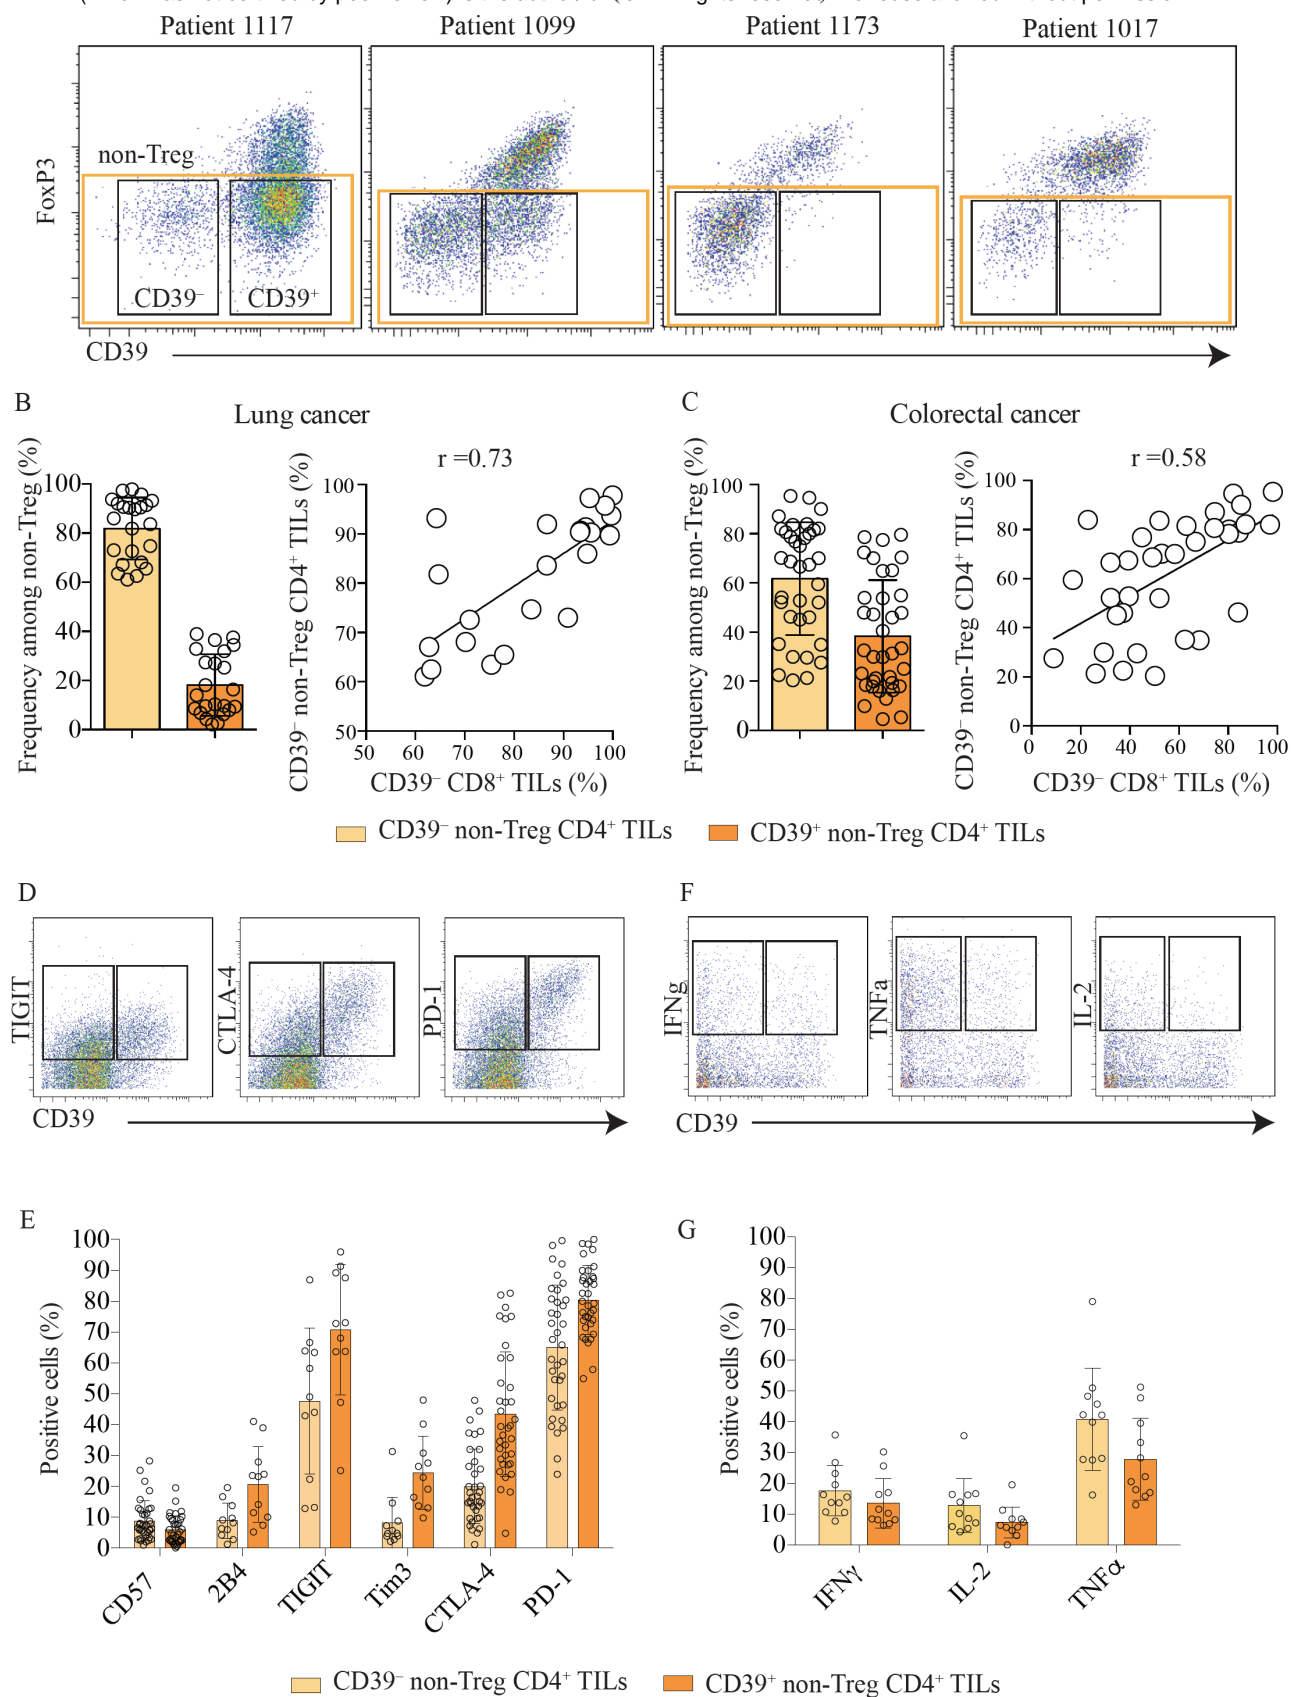 Patient 1117 Patient 1099 Patient 1173 Patient 1017
non-Treg
FoxP3
CD39⁻ CD39⁺
CD39
B Lung cancer
Frequency among non-Treg (%)
100
80
60
40
20
0
r =0.73
CD39⁻ non-Treg CD4⁺ TILs (%)
100
90
80
70
60
50
50 60 70 80 90 100
CD39⁻ CD8⁺ TILs (%)
C Colorectal cancer
Frequency among non-Treg (%)
100
80
60
40
20
0
r =0.58
CD39⁻ non-Treg CD4⁺ TILs (%)
100
80
60
40
20
0
0 20 40 60 80 100
CD39⁻ CD8⁺ TILs (%)
CD39⁻ non-Treg CD4⁺ TILs CD39⁺ non-Treg CD4⁺ TILs
D
TIGIT
CTLA-4
PD-1
CD39
F
IFNg
TNFa
IL-2
CD39
E
Positive cells (%)
100
90
80
70
60
50
40
30
20
10
0
CD57 2B4 TIGIT Tim3 CTLA-4 PD-1
G
Positive cells (%)
100
90
80
70
60
50
40
30
20
10
0
IFNγ IL-2 TNFα
CD39⁻ non-Treg CD4⁺ TILs CD39⁺ non-Treg CD4⁺ TILs